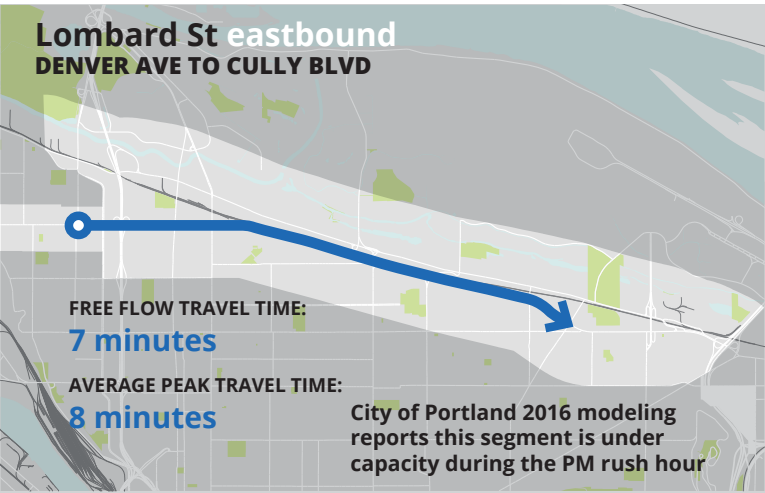 Lombard St eastbound
DENVER AVE TO CULLY BLVD
FREE FLOW TRAVEL TIME:
7 minutes
AVERAGE PEAK TRAVEL TIME:
8 minutes
City of Portland 2016 modeling
reports this segment is under
capacity during the PM rush hour